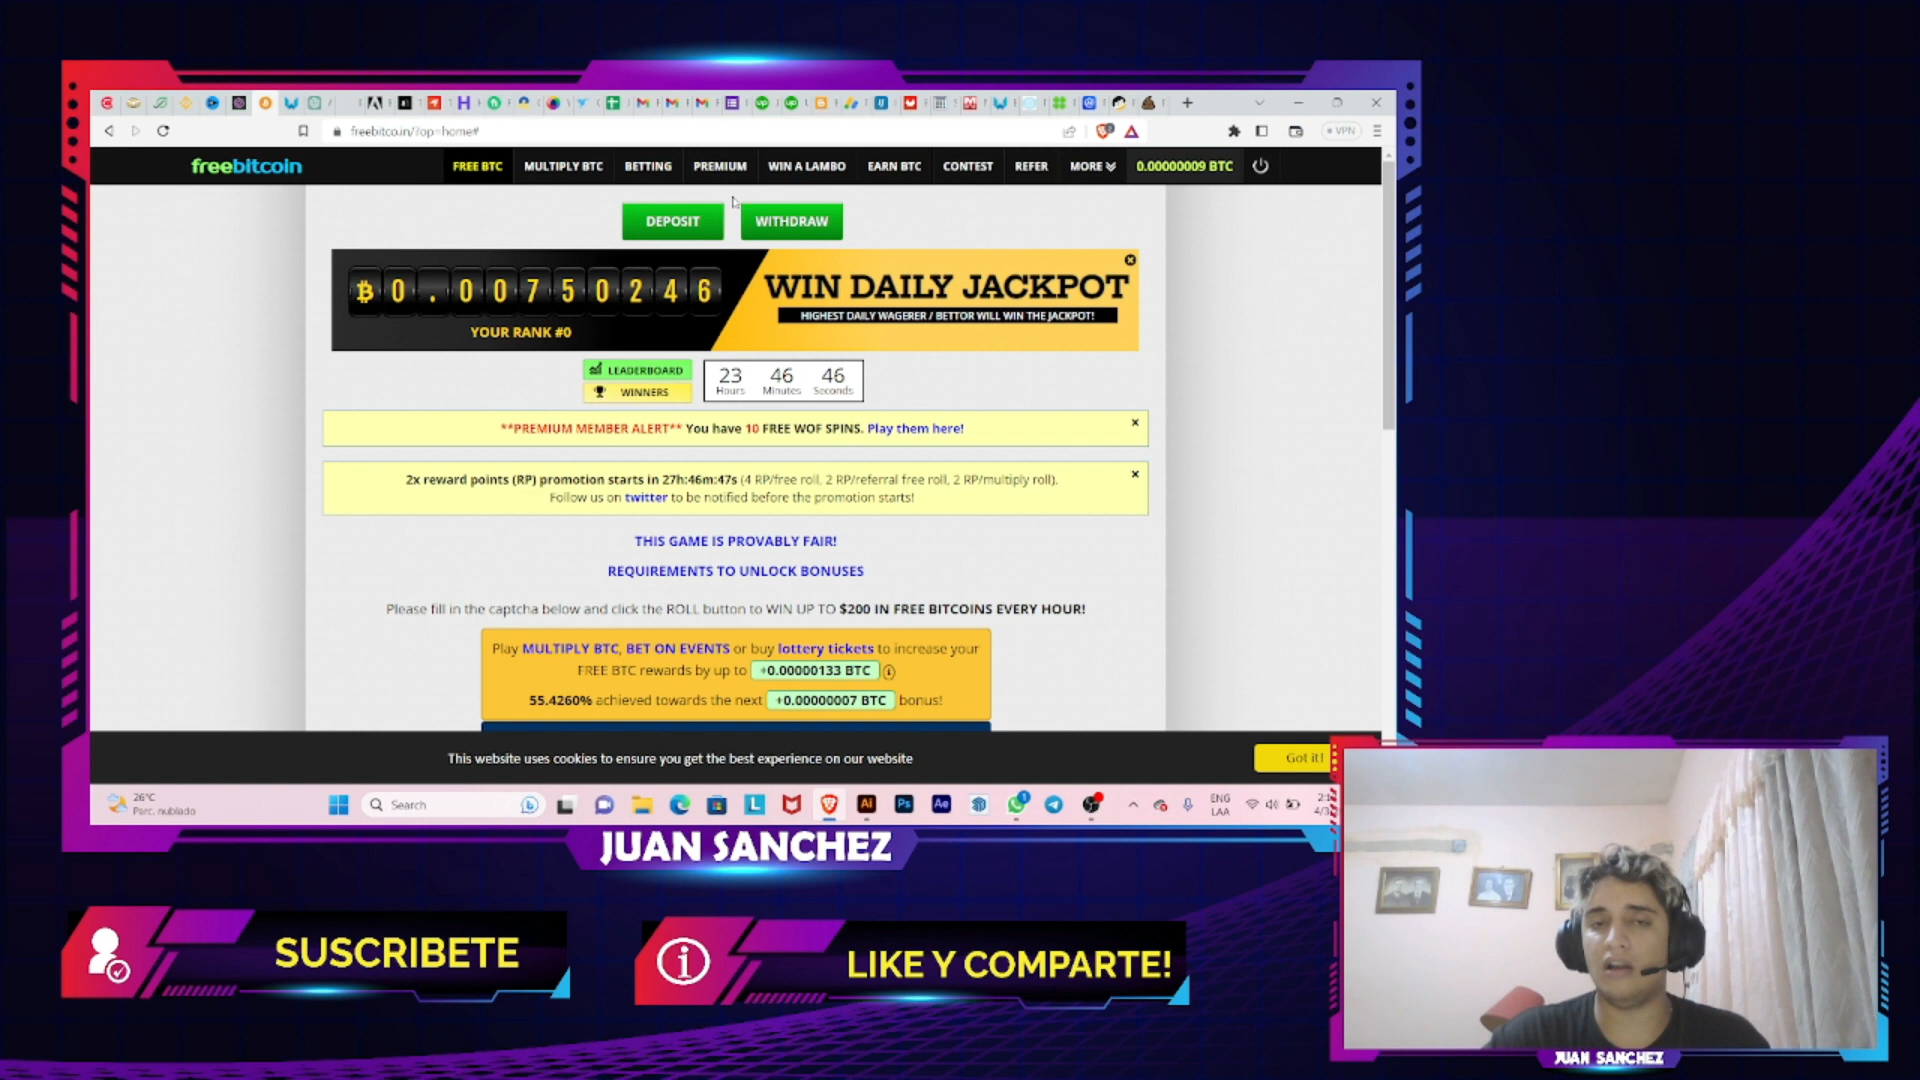 freebitco.in/?op=home#
VPN
freebitcoin
FREE BTC MULTIPLY BTC BETTING PREMIUM WIN A LAMBO EARN BTC CONTEST REFER MORE 0.00000009 BTC
DEPOSIT WITHDRAW
0.00750246
YOUR RANK #0
WIN DAILY JACKPOT
HIGHEST DAILY WAGERER / BETTOR WILL WIN THE JACKPOT!
LEADERBOARD
WINNERS
23 46 46
Hours Minutes Seconds
**PREMIUM MEMBER ALERT** You have 10 FREE WOF SPINS. Play them here!
2x reward points (RP) promotion starts in 27h:46m:47s (4 RP/free roll, 2 RP/referral free roll, 2 RP/multiply roll).
Follow us on twitter to be notified before the promotion starts!
THIS GAME IS PROVABLY FAIR!
REQUIREMENTS TO UNLOCK BONUSES
Please fill in the captcha below and click the ROLL button to WIN UP TO $200 IN FREE BITCOINS EVERY HOUR!
Play MULTIPLY BTC, BET ON EVENTS or buy lottery tickets to increase your
FREE BTC rewards by up to +0.00000133 BTC
55.4260% achieved towards the next +0.00000007 BTC bonus!
This website uses cookies to ensure you get the best experience on our website
Got it!
26°C
Parc. nublado
Search
ENG
LAA
JUAN SANCHEZ
SUSCRIBETE
LIKE Y COMPARTE!
JUAN SANCHEZ